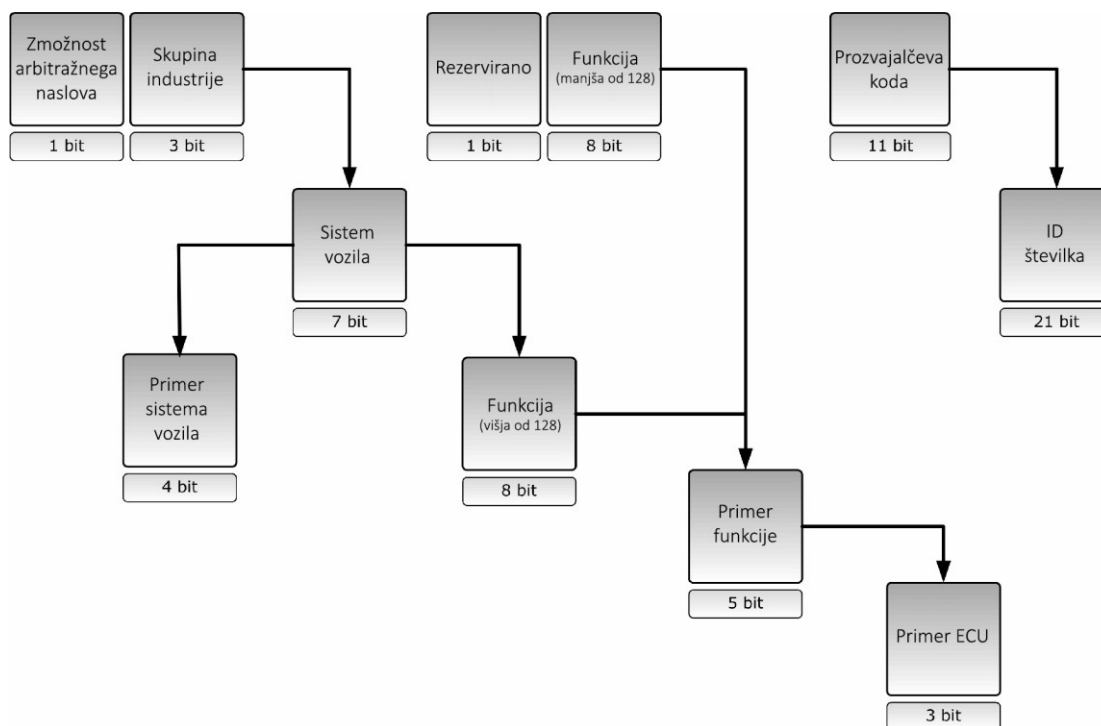 Zmožnost
arbitražnega
naslova
1 bit
Skupina
industrije
3 bit
Rezervirano
1 bit
Funkcija
(manjša od 128)
8 bit
Prozvajalčeva
koda
11 bit
Sistem
vozila
7 bit
ID
številka
21 bit
Primer
sistema
vozila
4 bit
Funkcija
(višja od 128)
8 bit
Primer
funkcije
5 bit
Primer ECU
3 bit